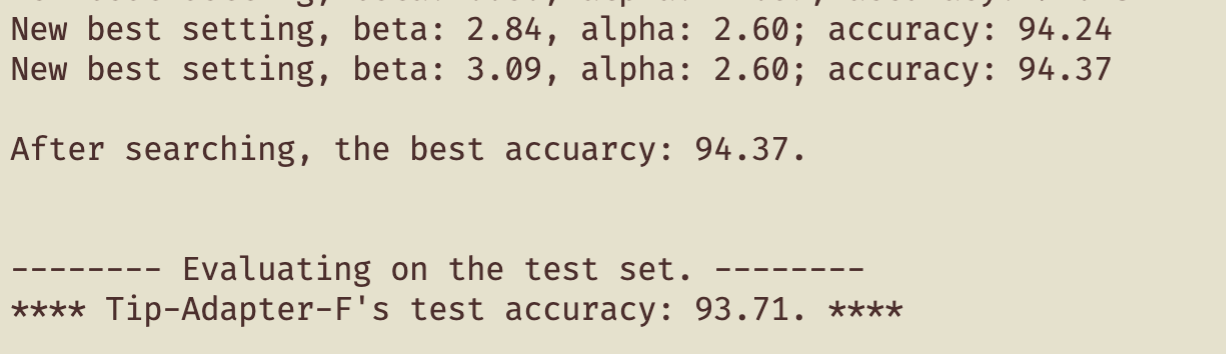 New best setting, beta: 2.84, alpha: 2.60; accuracy: 94.24
New best setting, beta: 3.09, alpha: 2.60; accuracy: 94.37
After searching, the best accuarcy: 94.37.
-------- Evaluating on the test set. --------
**** Tip-Adapter-F's test accuracy: 93.71. ****